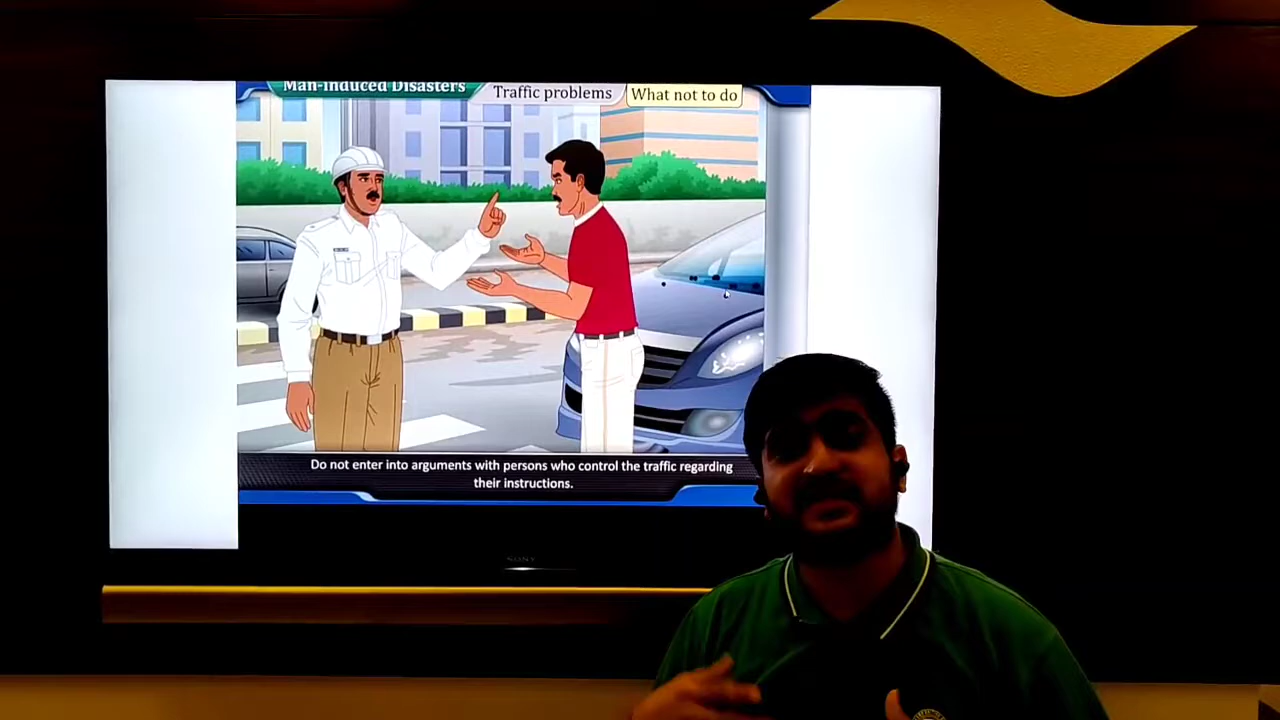 Man-induced Disasters
Traffic problems
What not to do
Do not enter into arguments with persons who control the traffic regarding
their instructions.
SONY